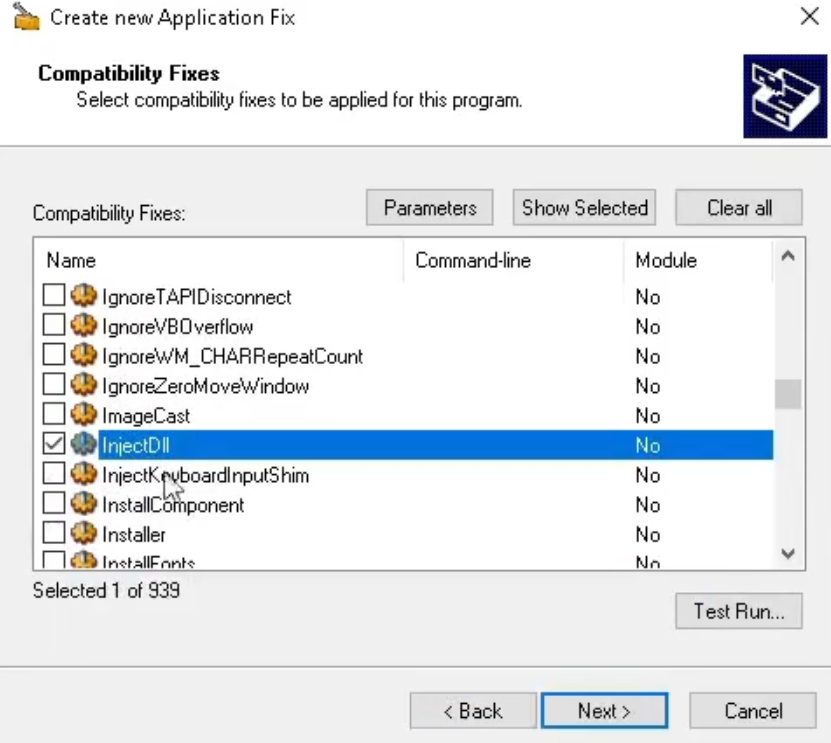 Create new Application Fix
Compatibility Fixes
Select compatibility fixes to be applied for this program.
Compatibility Fixes: Parameters Show Selected Clear all
Name Command-line Module
IgnoreTAPIDisconnect No
IgnoreVBOverflow No
IgnoreWM_CHARRepeatCount No
IgnoreZeroMoveWindow No
ImageCast No
InjectDll No
InjectKeyboardInputShim No
InstallComponent No
Installer No
InstallFonts No
Selected 1 of 939
Test Run...
< Back Next > Cancel